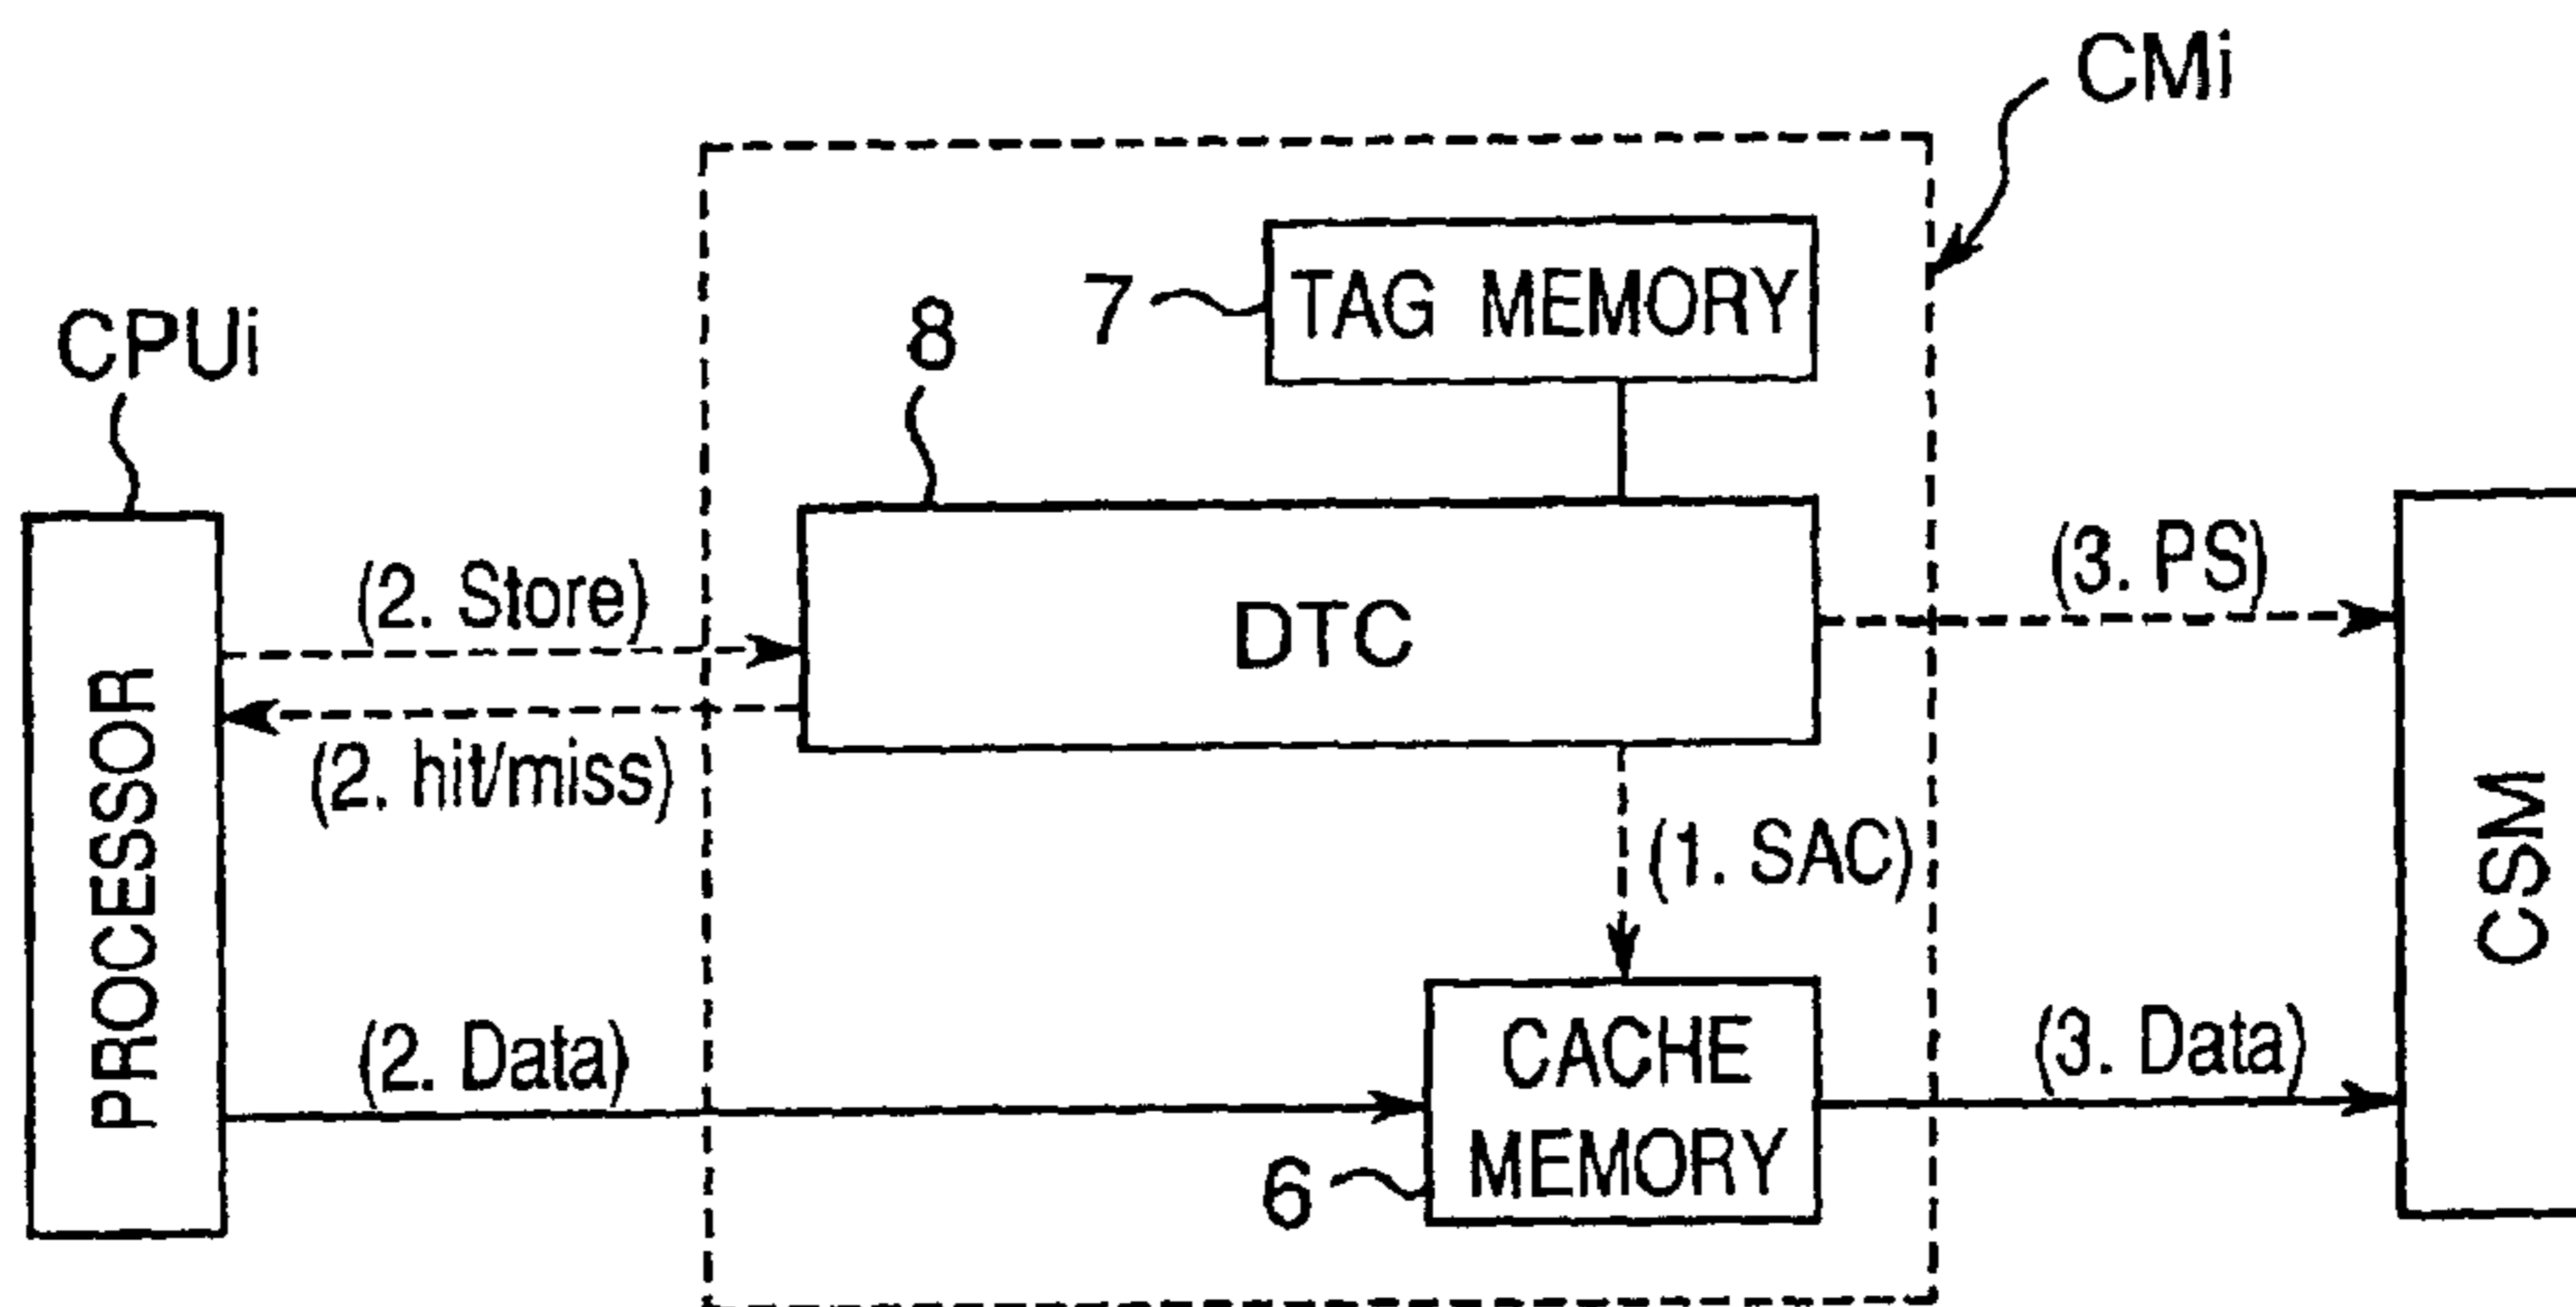 CMi
7
TAG MEMORY
CPUi
8
(2. Store)
DTC
(3. PS)
(2. hit/miss)
PROCESSOR
(1. SAC)
CSM
(2. Data)
CACHE
MEMORY
(3. Data)
6